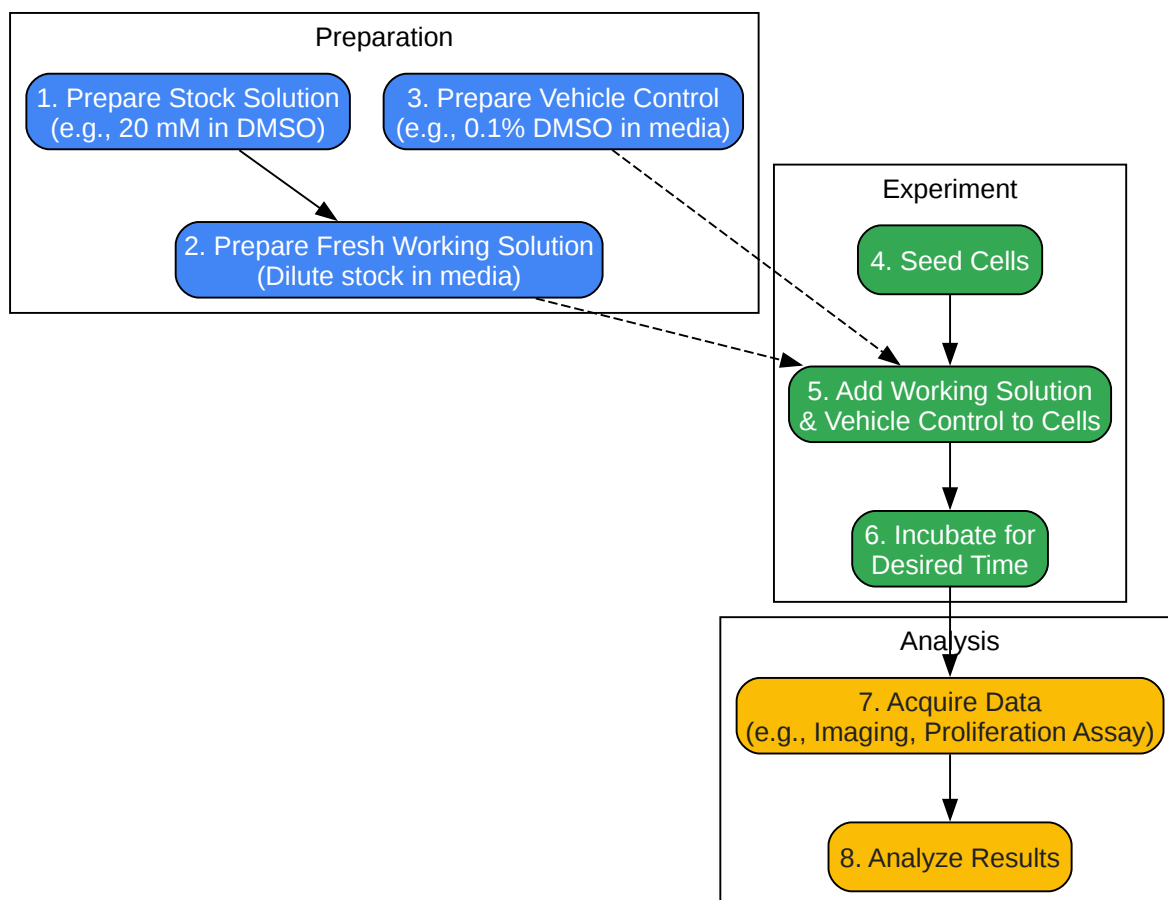 Preparation
1. Prepare Stock Solution
(e.g., 20 mM in DMSO)
3. Prepare Vehicle Control
(e.g., 0.1% DMSO in media)
2. Prepare Fresh Working Solution
(Dilute stock in media)
Experiment
4. Seed Cells
5. Add Working Solution
& Vehicle Control to Cells
6. Incubate for
Desired Time
Analysis
7. Acquire Data
(e.g., Imaging, Proliferation Assay)
8. Analyze Results